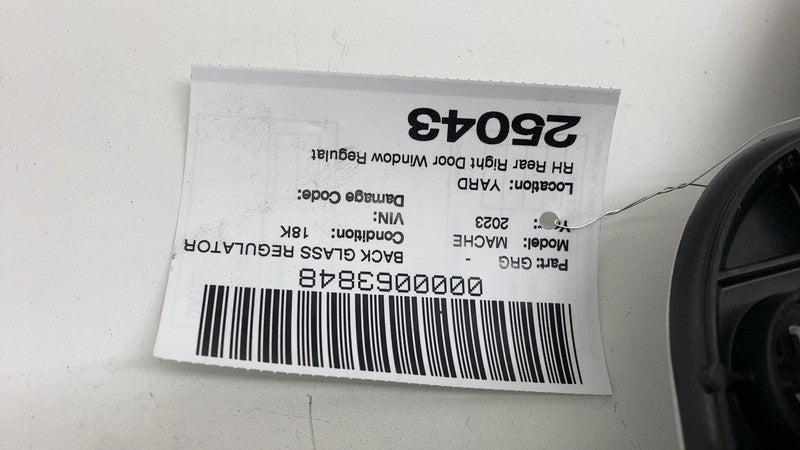 0000063848
BACK GLASS REGULATOR
Part: GRG -
Model: MACHE Condition: 18K
2023 VIN:
Damage Code:
Location: YARD
RH Rear Right Door Window Regulat
25043